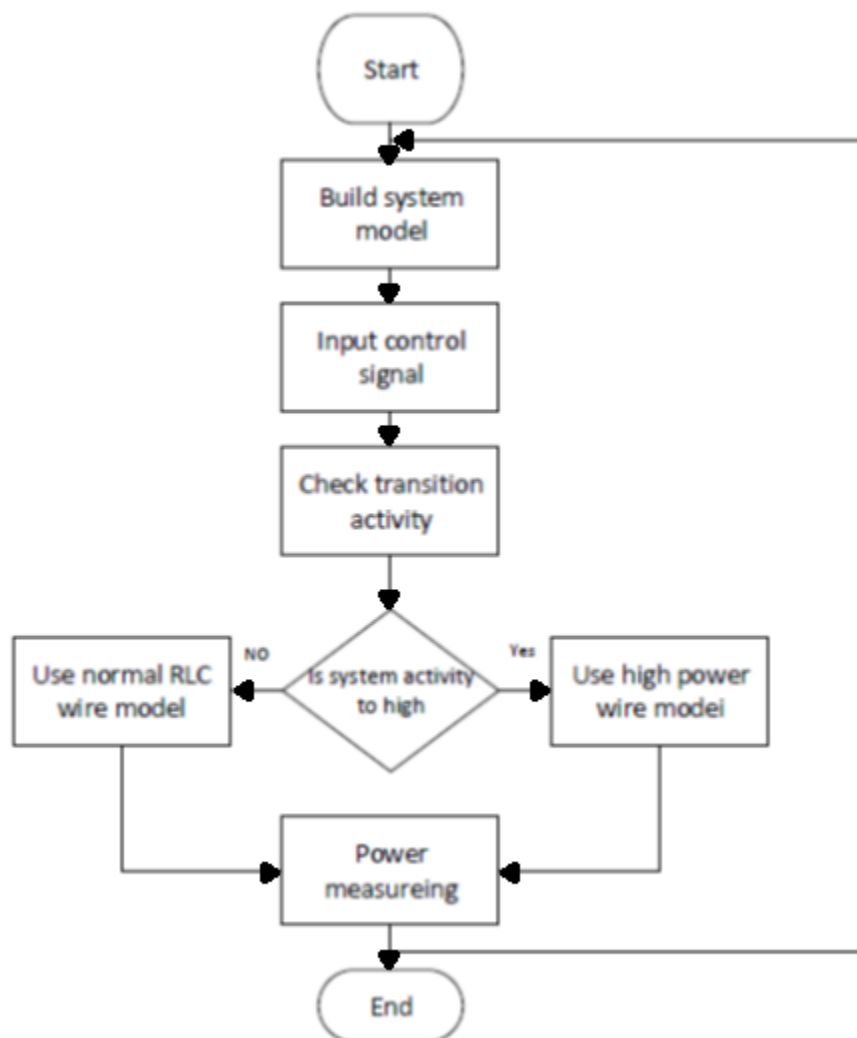 Start
Build system
model
Input control
signal
Check transition
activity
NO
Yes
Use normal RLC
wire model
Is system activity
to high
Use high power
wire modei
Power
measureing
End